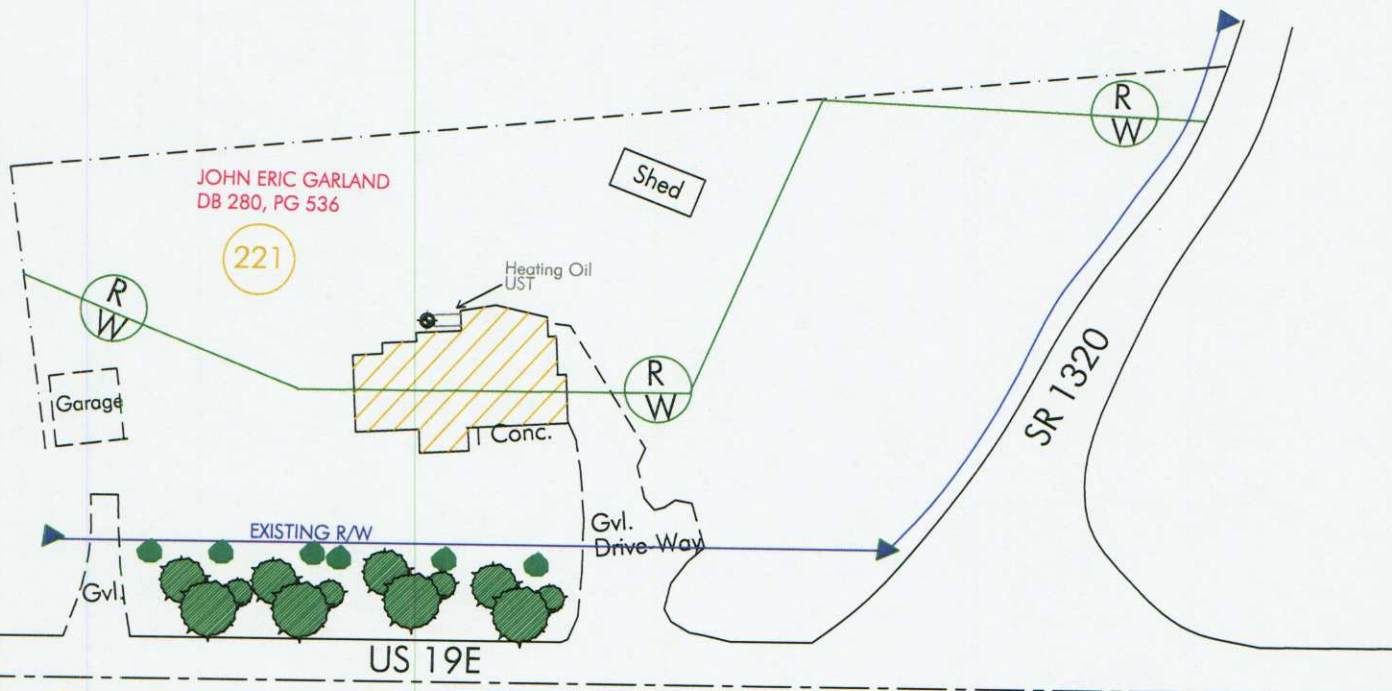 R
W
JOHN ERIC GARLAND
DB 280, PG 536
Shed
221
Heating Oil
UST
R
W
SR 1320
R
W
Garage
Conc.
EXISTING R/W
Gvl.
Drive-Way
Gvl.
US 19E